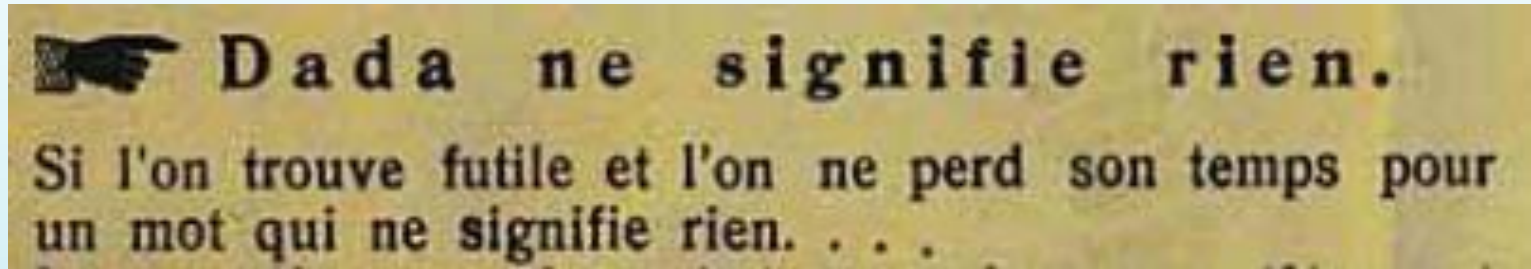 Dada ne signifie rien.
Si l'on trouve futile et l'on ne perd son temps pour
un mot qui ne signifie rien. . . .